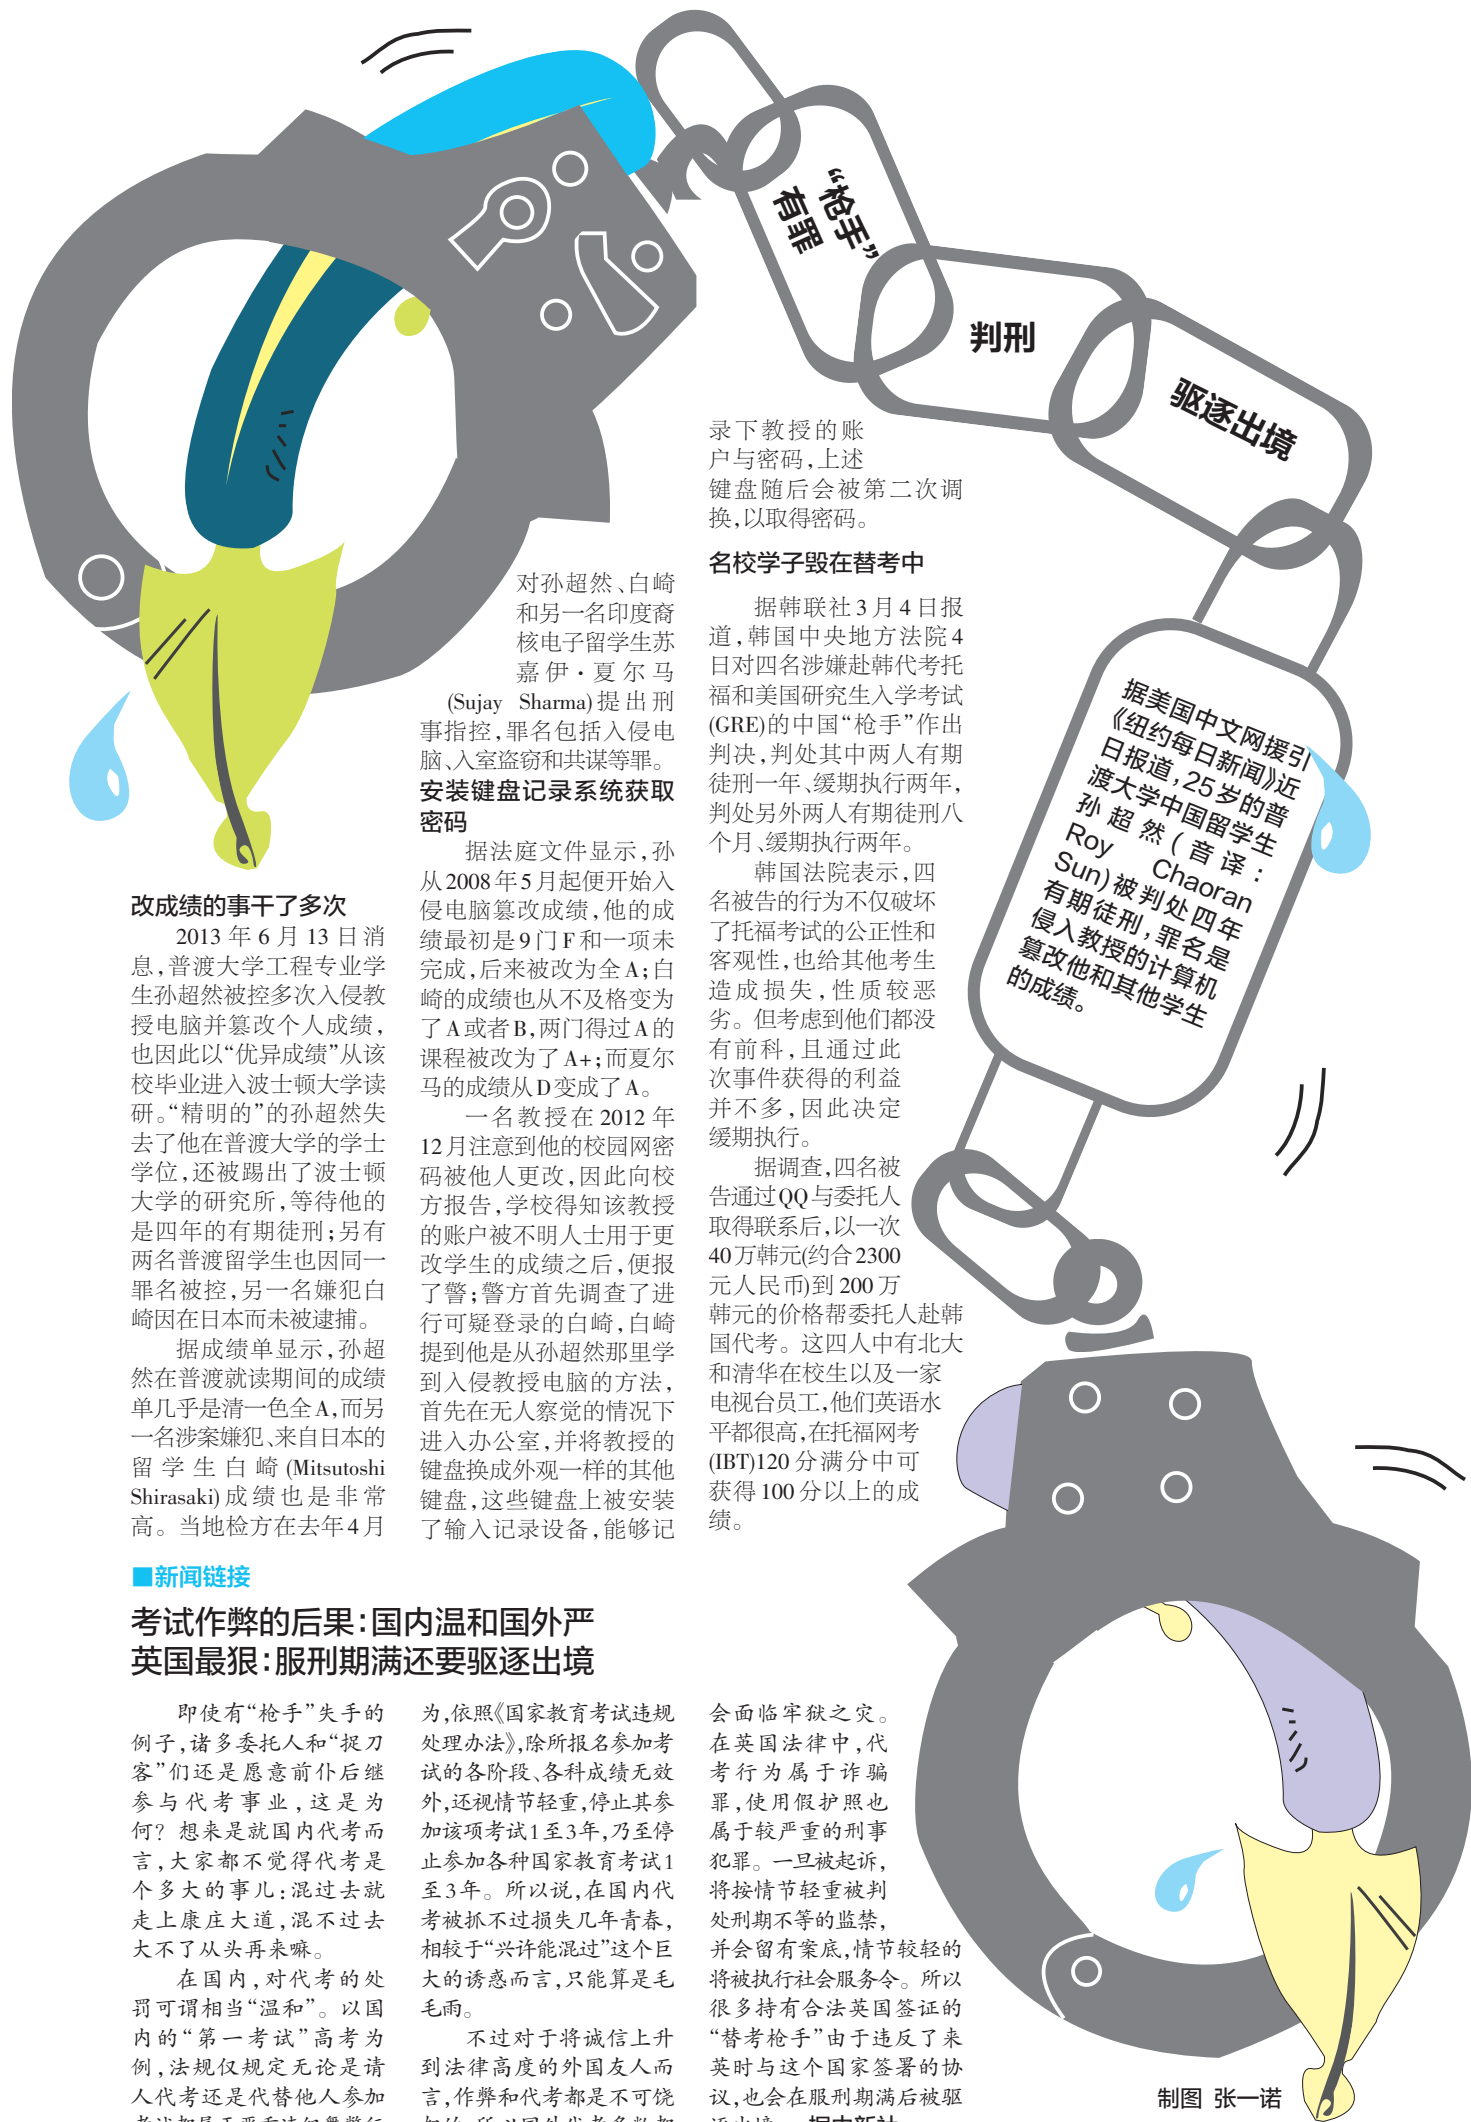 “枪手”
有罪
判刑
驱逐出境
据美国中文网援引
《纽约每日新闻》近
日报道,25岁的普
渡大学中国留学生
孙超然(音译:
Roy Chaoran
Sun)被判处四年
有期徒刑,罪名是
侵入教授的计算机
篡改他和其他学生
的成绩。
改成绩的事干了多次
2013年6月13日消
息,普渡大学工程专业学
生孙超然被控多次入侵教
授电脑并篡改个人成绩,
也因此以“优异成绩”从该
校毕业进入波士顿大学读
研。“精明的”的孙超然失
去了他在普渡大学的学士
学位,还被踢出了波士顿
大学的研究所,等待他的
是四年的有期徒刑;另有
两名普渡留学生也因同一
罪名被控,另一名嫌犯白
崎因在日本而未被逮捕。
据成绩单显示,孙超
然在普渡就读期间的成绩
单几乎是清一色全A,而另
一名涉案嫌犯、来自日本的
留学生白崎(Mitsutoshi
Shirasaki)成绩也是非常
高。当地检方在去年4月
对孙超然、白崎
和另一名印度裔
核电子留学生苏
嘉伊·夏尔马
(Sujay Sharma)提出刑
事指控,罪名包括入侵电
脑、入室盗窃和共谋等罪。
安装键盘记录系统获取
密码
据法庭文件显示,孙
从2008年5月起便开始入
侵电脑篡改成绩,他的成
绩最初是9门F和一项未
完成,后来被改为全A;白
崎的成绩也从不及格变为
了A或者B,两门得过A的
课程被改为了A+;而夏尔
马的成绩从D变成了A。
一名教授在2012年
12月注意到他的校园网密
码被他人更改,因此向校
方报告,学校得知该教授
的账户被不明人士用于更
改学生的成绩之后,便报
了警;警方首先调查了进
行可疑登录的白崎,白崎
提到他是从孙超然那里学
到入侵教授电脑的方法,
首先在无人察觉的情况下
进入办公室,并将教授的
键盘换成外观一样的其他
键盘,这些键盘上被安装
了输入记录设备,能够记
录下教授的账
户与密码,上述
键盘随后会被第二次调
换,以取得密码。
名校学子毁在替考中
据韩联社3月4日报
道,韩国中央地方法院4
日对四名涉嫌赴韩代考托
福和美国研究生入学考试
(GRE)的中国“枪手”作出
判决,判处其中两人有期
徒刑一年、缓期执行两年,
判处另外两人有期徒刑八
个月、缓期执行两年。
韩国法院表示,四
名被告的行为不仅破坏
了托福考试的公正性和
客观性,也给其他考生
造成损失,性质较恶
劣。但考虑到他们都没
有前科,且通过此
次事件获得的利益
并不多,因此决定
缓期执行。
据调查,四名被
告通过QQ与委托人
取得联系后,以一次
40万韩元(约合2300
元人民币)到200万
韩元的价格帮委托人赴韩
国代考。这四人中有北大
和清华在校生以及一家
电视台员工,他们英语水
平都很高,在托福网考
(IBT)120分满分中可
获得100分以上的成
绩。
■新闻链接
考试作弊的后果:国内温和国外严
英国最狠:服刑期满还要驱逐出境
即使有“枪手”失手的
例子,诸多委托人和“捉刀
客”们还是愿意前仆后继
参与代考事业,这是为
何？想来是就国内代考而
言,大家都不觉得代考是
个多大的事儿:混过去就
走上康庄大道,混不过去
大不了从头再来嘛。
在国内,对代考的处
罚可谓相当“温和”。以国
内的“第一考试”高考为
例,法规仅规定无论是请
人代考还是代替他人参加
为,依照《国家教育考试违规
处理办法》,除所报名参加考
试的各阶段、各科成绩无效
外,还视情节轻重,停止其参
加该项考试1至3年,乃至停
止参加各种国家教育考试1
至3年。所以说,在国内代
考被抓不过损失几年青春,
相较于“兴许能混过”这个巨
大的诱惑而言,只能算是毛
毛雨。
不过对于将诚信上升
到法律高度的外国友人而
言,作弊和代考都是不可饶
会面临牢狱之灾。
在英国法律中,代
考行为属于诈骗
罪,使用假护照也
属于较严重的刑事
犯罪。一旦被起诉,
将按情节轻重被判
处刑期不等的监禁,
并会留有案底,情节较轻的
将被执行社会服务令。所以
很多持有合法英国签证的
“替考枪手”由于违反了来
英时与这个国家签署的协
议,也会在服刑期满后被驱
制图 张一诺